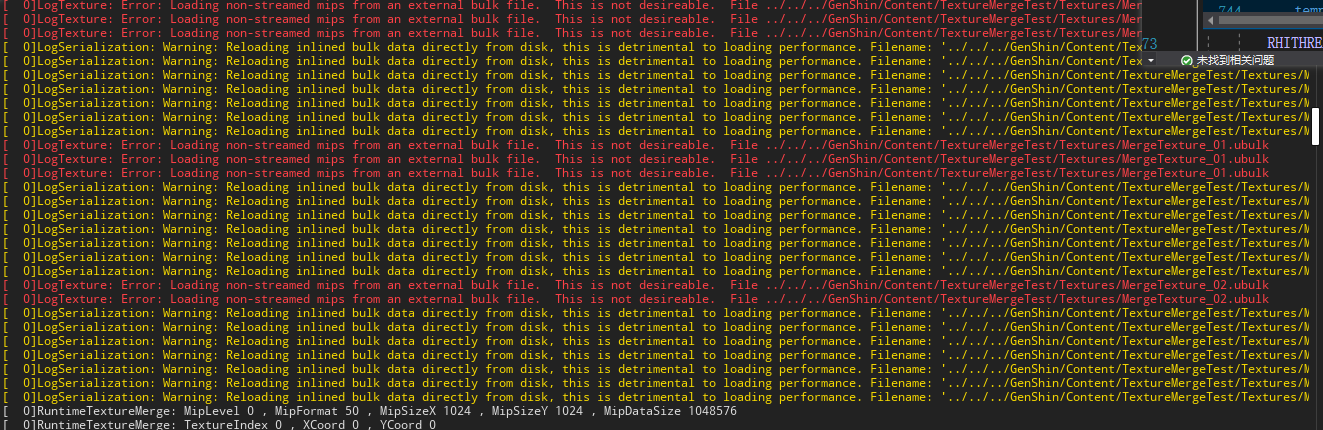 [  0]LogTexture: Error: Loading non-streamed mips from an external bulk file.  This is not desireable.  File ../../../GenShin/Content/TextureMergeTest/Textures/Mer
[  0]LogTexture: Error: Loading non-streamed mips from an external bulk file.  This is not desireable.  File ../../../GenShin/Content/TextureMergeTest/Textures/Mer
[  0]LogTexture: Error: Loading non-streamed mips from an external bulk file.  This is not desireable.  File ../../../GenShin/Content/TextureMergeTest/Textures/Mer
[  0]LogSerialization: Warning: Reloading inlined bulk data directly from disk, this is detrimental to loading performance. Filename: '../../../GenShin/Content/Tex
[  0]LogSerialization: Warning: Reloading inlined bulk data directly from disk, this is detrimental to loading performance. Filename: '../../../GenShin/Content/Tex
[  0]LogSerialization: Warning: Reloading inlined bulk data directly from disk, this is detrimental to loading performance. Filename: '../../../GenShin/Content/TextureMergeTest/Textures/M
[  0]LogSerialization: Warning: Reloading inlined bulk data directly from disk, this is detrimental to loading performance. Filename: '../../../GenShin/Content/TextureMergeTest/Textures/M
[  0]LogSerialization: Warning: Reloading inlined bulk data directly from disk, this is detrimental to loading performance. Filename: '../../../GenShin/Content/TextureMergeTest/Textures/M
[  0]LogSerialization: Warning: Reloading inlined bulk data directly from disk, this is detrimental to loading performance. Filename: '../../../GenShin/Content/TextureMergeTest/Textures/M
[  0]LogSerialization: Warning: Reloading inlined bulk data directly from disk, this is detrimental to loading performance. Filename: '../../../GenShin/Content/TextureMergeTest/Textures/M
[  0]LogTexture: Error: Loading non-streamed mips from an external bulk file.  This is not desireable.  File ../../../GenShin/Content/TextureMergeTest/Textures/MergeTexture_01.ubulk
[  0]LogTexture: Error: Loading non-streamed mips from an external bulk file.  This is not desireable.  File ../../../GenShin/Content/TextureMergeTest/Textures/MergeTexture_01.ubulk
[  0]LogTexture: Error: Loading non-streamed mips from an external bulk file.  This is not desireable.  File ../../../GenShin/Content/TextureMergeTest/Textures/MergeTexture_01.ubulk
[  0]LogSerialization: Warning: Reloading inlined bulk data directly from disk, this is detrimental to loading performance. Filename: '../../../GenShin/Content/TextureMergeTest/Textures/M
[  0]LogSerialization: Warning: Reloading inlined bulk data directly from disk, this is detrimental to loading performance. Filename: '../../../GenShin/Content/TextureMergeTest/Textures/M
[  0]LogSerialization: Warning: Reloading inlined bulk data directly from disk, this is detrimental to loading performance. Filename: '../../../GenShin/Content/TextureMergeTest/Textures/M
[  0]LogSerialization: Warning: Reloading inlined bulk data directly from disk, this is detrimental to loading performance. Filename: '../../../GenShin/Content/TextureMergeTest/Textures/M
[  0]LogSerialization: Warning: Reloading inlined bulk data directly from disk, this is detrimental to loading performance. Filename: '../../../GenShin/Content/TextureMergeTest/Textures/M
[  0]LogSerialization: Warning: Reloading inlined bulk data directly from disk, this is detrimental to loading performance. Filename: '../../../GenShin/Content/TextureMergeTest/Textures/M
[  0]LogSerialization: Warning: Reloading inlined bulk data directly from disk, this is detrimental to loading performance. Filename: '../../../GenShin/Content/TextureMergeTest/Textures/M
[  0]LogTexture: Error: Loading non-streamed mips from an external bulk file.  This is not desireable.  File ../../../GenShin/Content/TextureMergeTest/Textures/MergeTexture_02.ubulk
[  0]LogTexture: Error: Loading non-streamed mips from an external bulk file.  This is not desireable.  File ../../../GenShin/Content/TextureMergeTest/Textures/MergeTexture_02.ubulk
[  0]LogSerialization: Warning: Reloading inlined bulk data directly from disk, this is detrimental to loading performance. Filename: '../../../GenShin/Content/TextureMergeTest/Textures/M
[  0]LogSerialization: Warning: Reloading inlined bulk data directly from disk, this is detrimental to loading performance. Filename: '../../../GenShin/Content/TextureMergeTest/Textures/M
[  0]LogSerialization: Warning: Reloading inlined bulk data directly from disk, this is detrimental to loading performance. Filename: '../../../GenShin/Content/TextureMergeTest/Textures/M
[  0]LogSerialization: Warning: Reloading inlined bulk data directly from disk, this is detrimental to loading performance. Filename: '../../../GenShin/Content/TextureMergeTest/Textures/M
[  0]LogSerialization: Warning: Reloading inlined bulk data directly from disk, this is detrimental to loading performance. Filename: '../../../GenShin/Content/TextureMergeTest/Textures/M
[  0]LogSerialization: Warning: Reloading inlined bulk data directly from disk, this is detrimental to loading performance. Filename: '../../../GenShin/Content/TextureMergeTest/Textures/M
[  0]LogSerialization: Warning: Reloading inlined bulk data directly from disk, this is detrimental to loading performance. Filename: '../../../GenShin/Content/TextureMergeTest/Textures/M
[  0]RuntimeTextureMerge: MipLevel 0 , MipFormat 50 , MipSizeX 1024 , MipSizeY 1024 , MipDataSize 1048576
[  0]RuntimeTextureMerge: TextureIndex 0 , XCoord 0 , YCoord 0
744 temp
73 RHITHRE
未找到相关问题